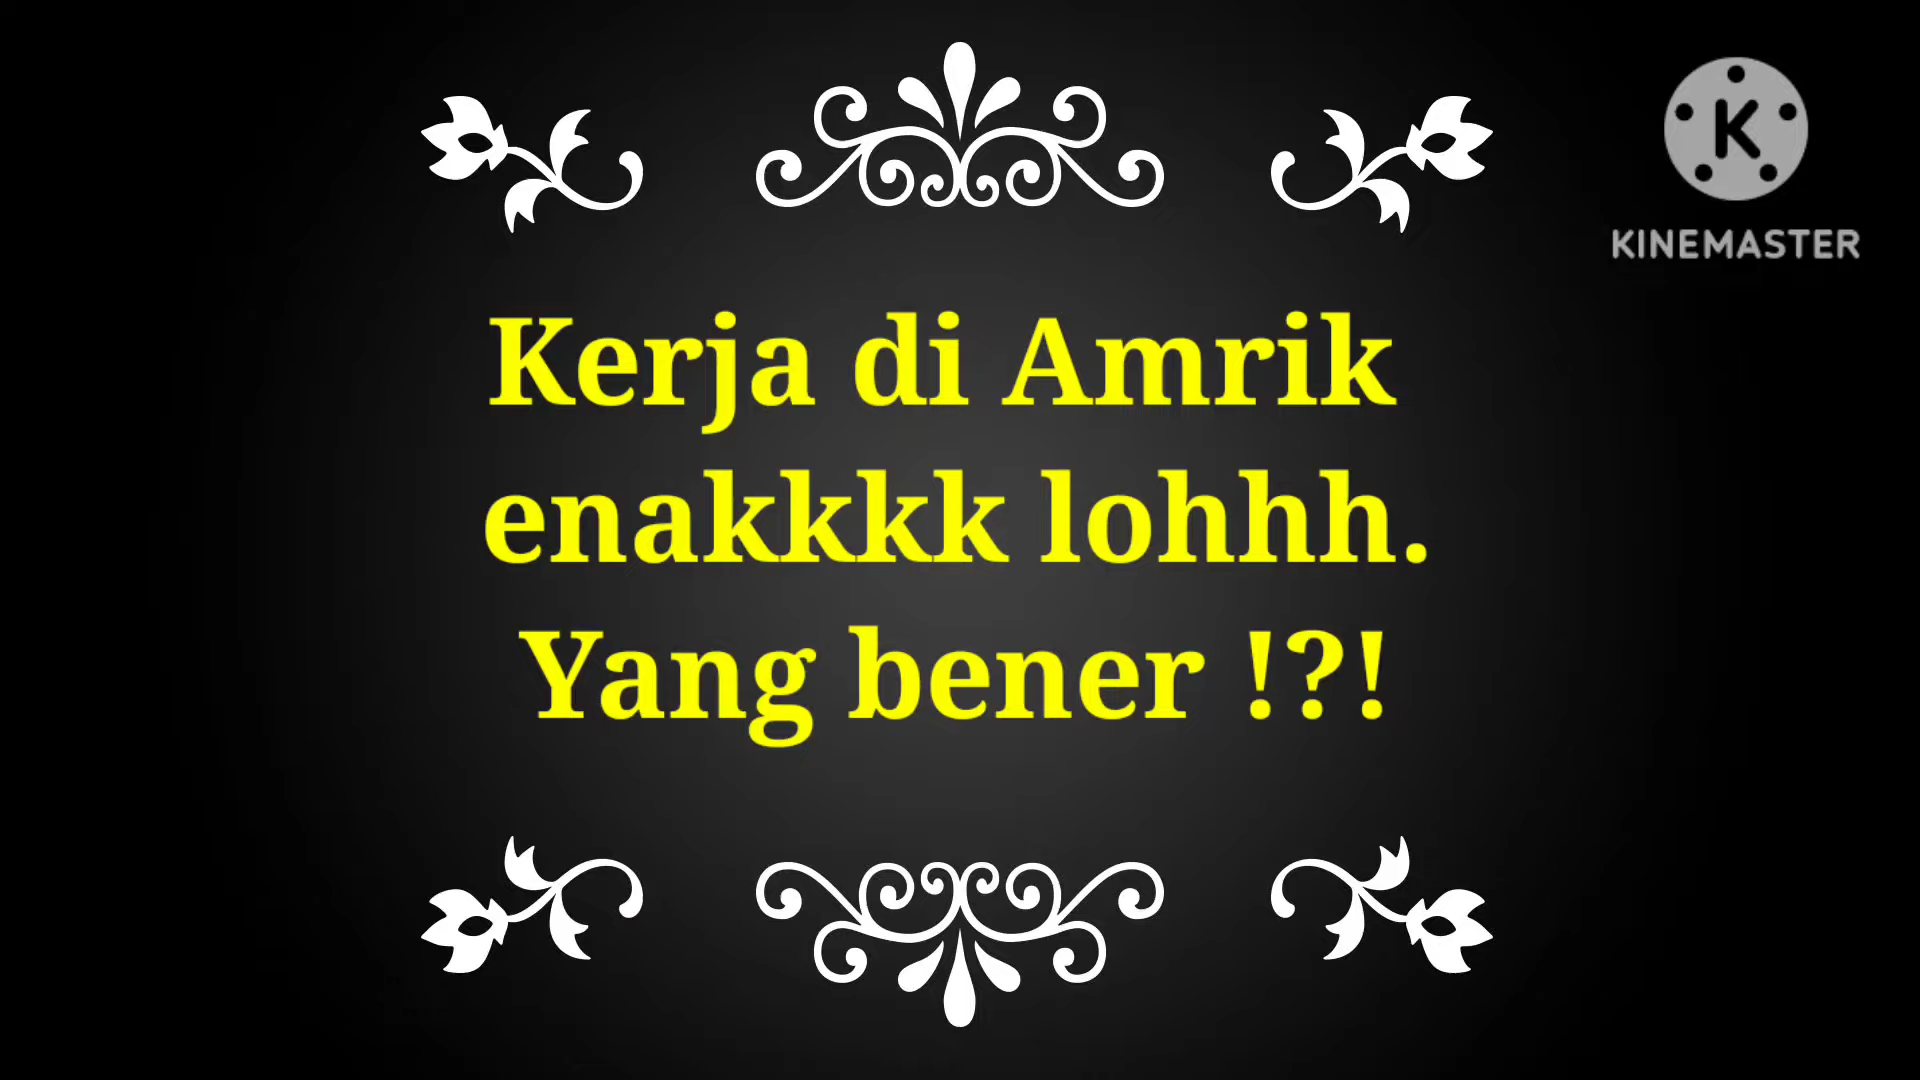 K
KINEMASTER
Kerja di Amrik
enakkkk lohhh.
Yang bener !?!